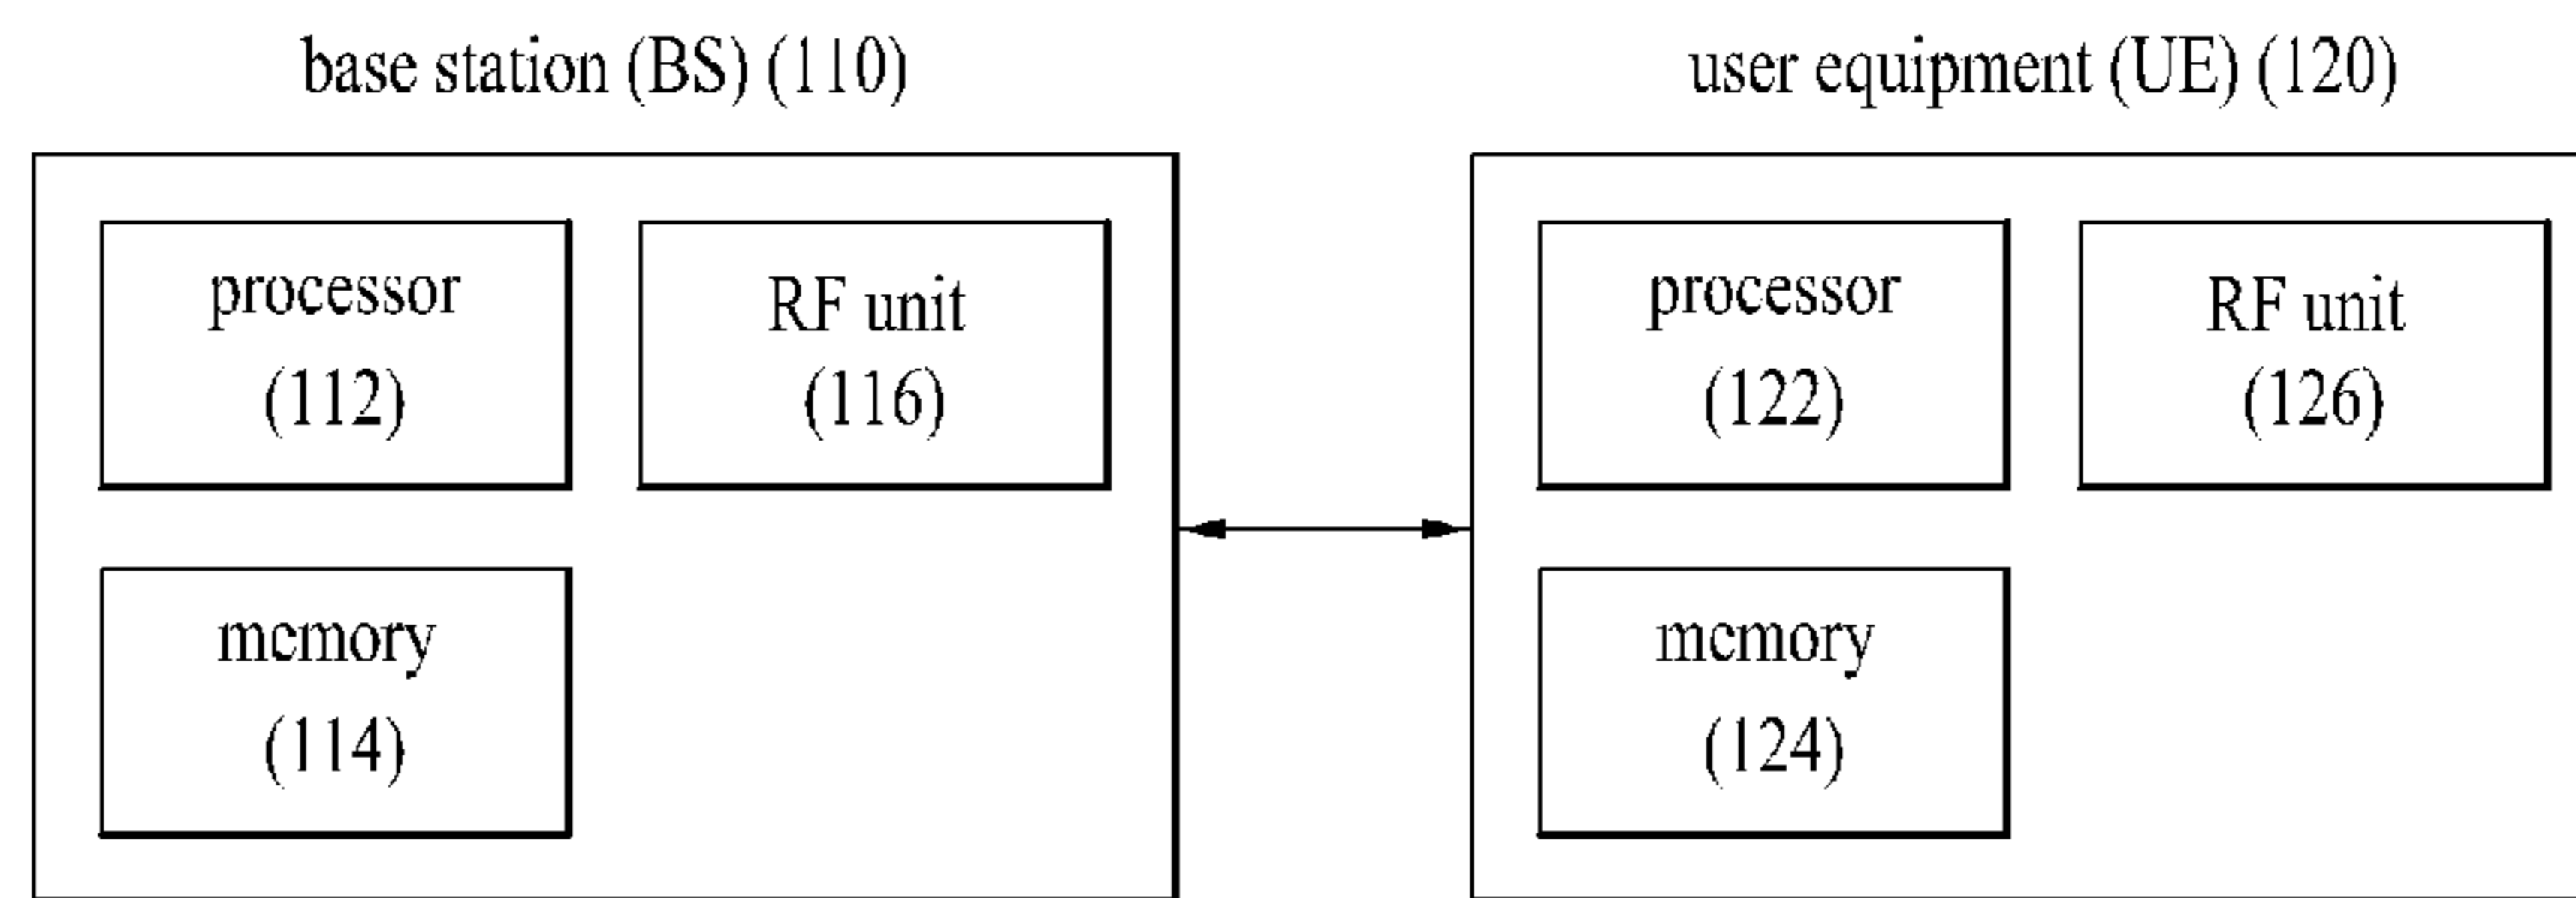 base station (BS) (110)
processor
(112)
RF unit
(116)
memory
(114)
user equipment (UE) (120)
processor
(122)
RF unit
(126)
memory
(124)